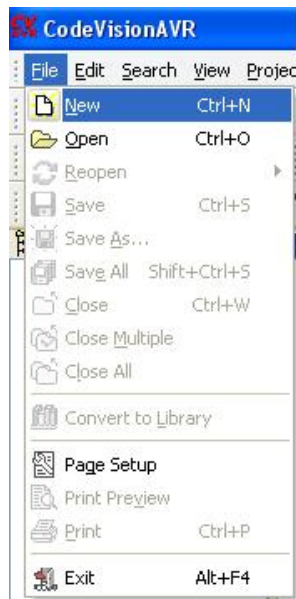 CodeVisionAVR
File Edit Search View Projec
New Ctrl+N
Open Ctrl+O
Reopen
Save Ctrl+S
Save As...
Save All Shift+Ctrl+S
Close Ctrl+W
Close Multiple
Close All
Convert to Library
Page Setup
Print Preview
Print Ctrl+P
Exit Alt+F4